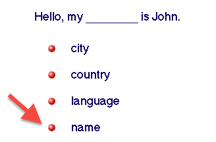 Hello, my ________ is John.
city
country
language
name